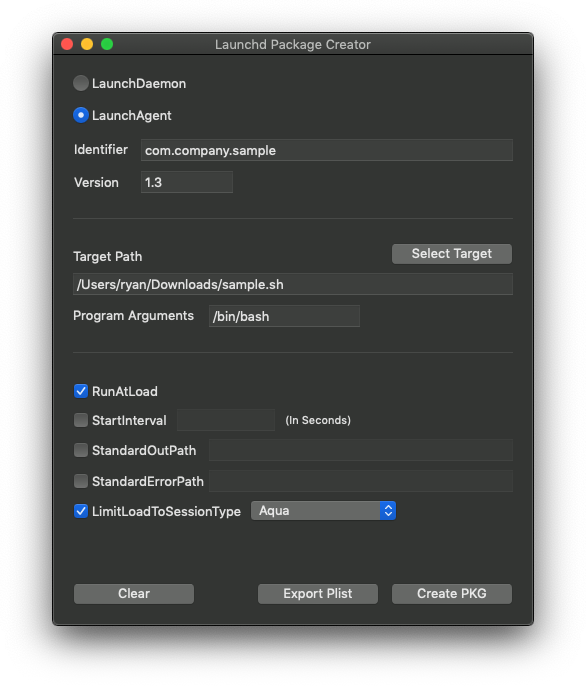 Launchd Package Creator
LaunchDaemon
LaunchAgent
Identifier com.company.sample
Version 1.3
Target Path Select Target
/Users/ryan/Downloads/sample.sh
Program Arguments /bin/bash
RunAtLoad
StartInterval (In Seconds)
StandardOutPath
StandardErrorPath
LimitLoadToSessionType Aqua
Clear Export Plist Create PKG